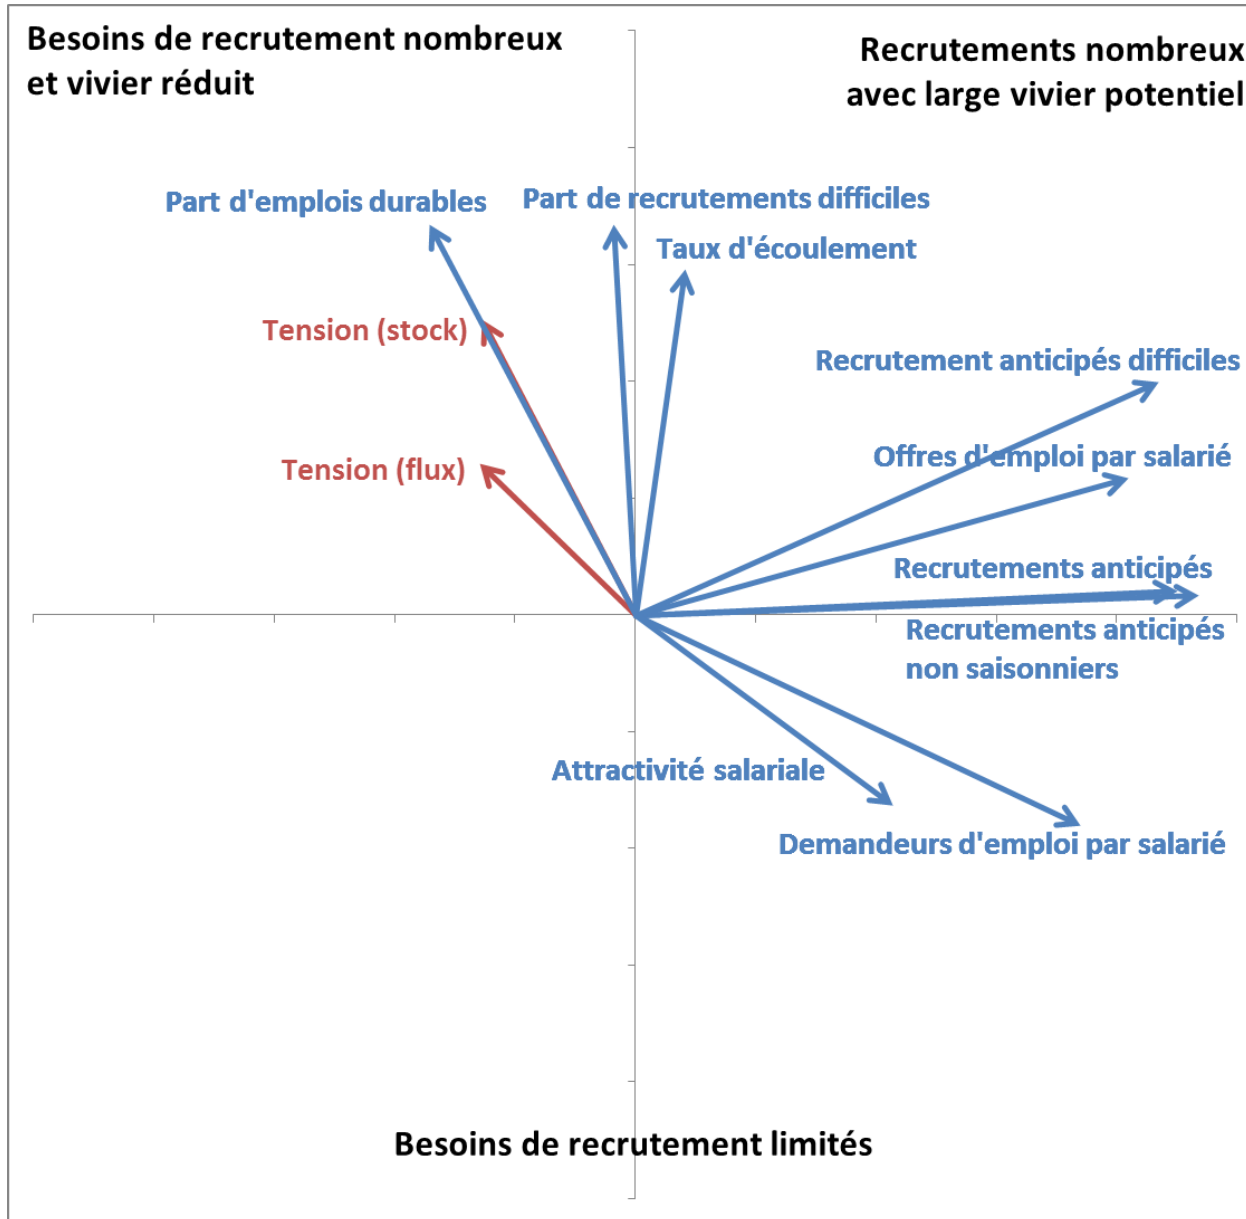 Besoins de recrutement nombreux
et vivier réduit
Recrutements nombreux
avec large vivier potentiel
Part d'emplois durables
Part de recrutements difficiles
Taux d'écoulement
Tension (stock)
Recrutement anticipés difficiles
Tension (flux)
Offres d'emploi par salarié
Recrutements anticipés
Recrutements anticipés
non saisonniers
Attractivité salariale
Demandeurs d'emploi par salarié
Besoins de recrutement limités